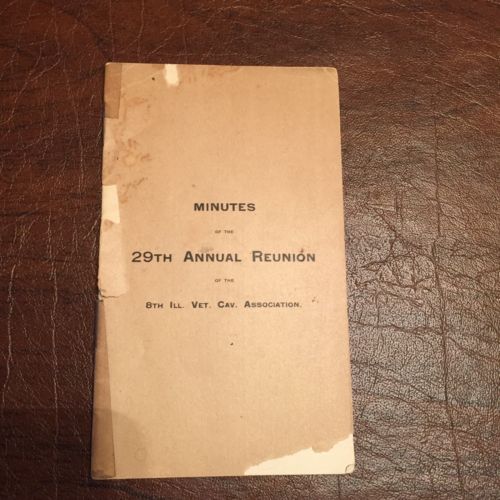 MINUTES
OF THE
29TH ANNUAL REUNION
OF THE
8TH ILL. VET. CAV. ASSOCIATION.